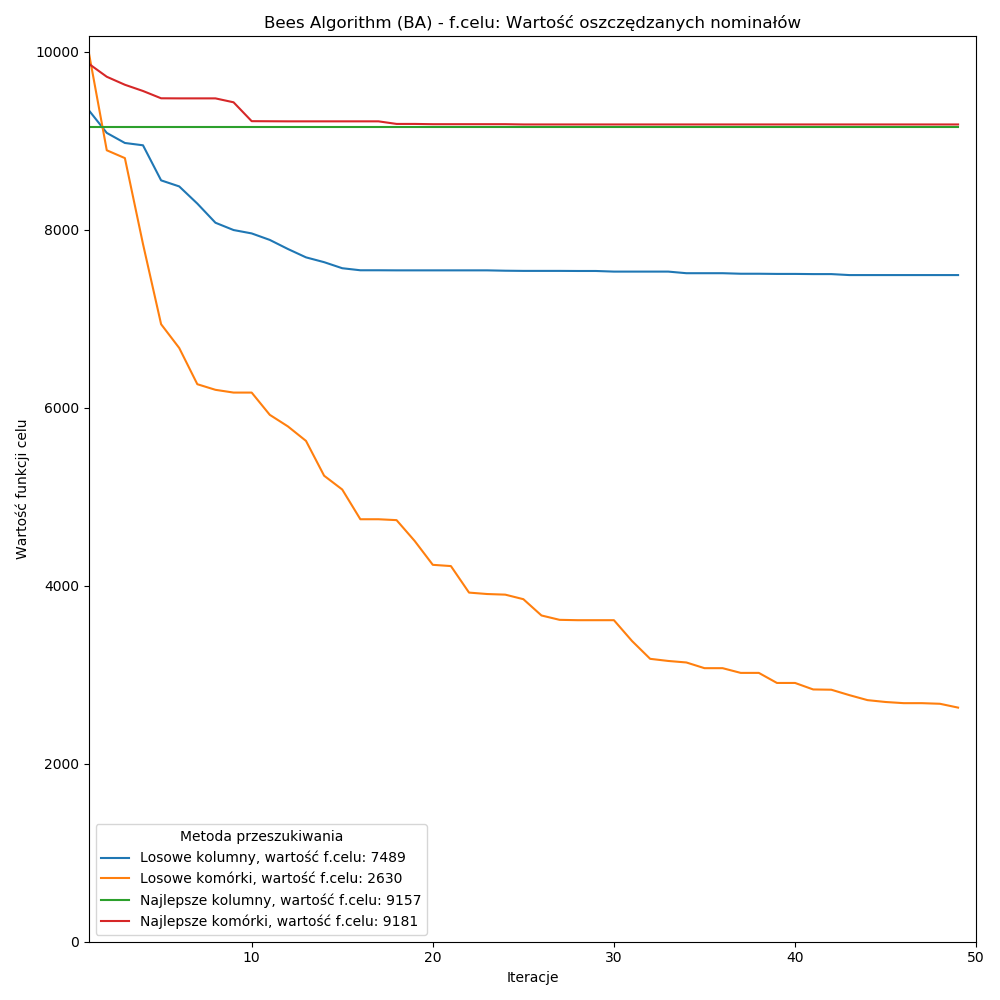 Bees Algorithm (BA) - f.celu: Wartość oszczędzanych nominałów
10000
8000
6000
4000
2000
0
Wartość funkcji celu
Metoda przeszukiwania
Losowe kolumny, wartość f.celu: 7489
Losowe komórki, wartość f.celu: 2630
Najlepsze kolumny, wartość f.celu: 9157
Najlepsze komórki, wartość f.celu: 9181
10 20 30 40 50
Iteracje